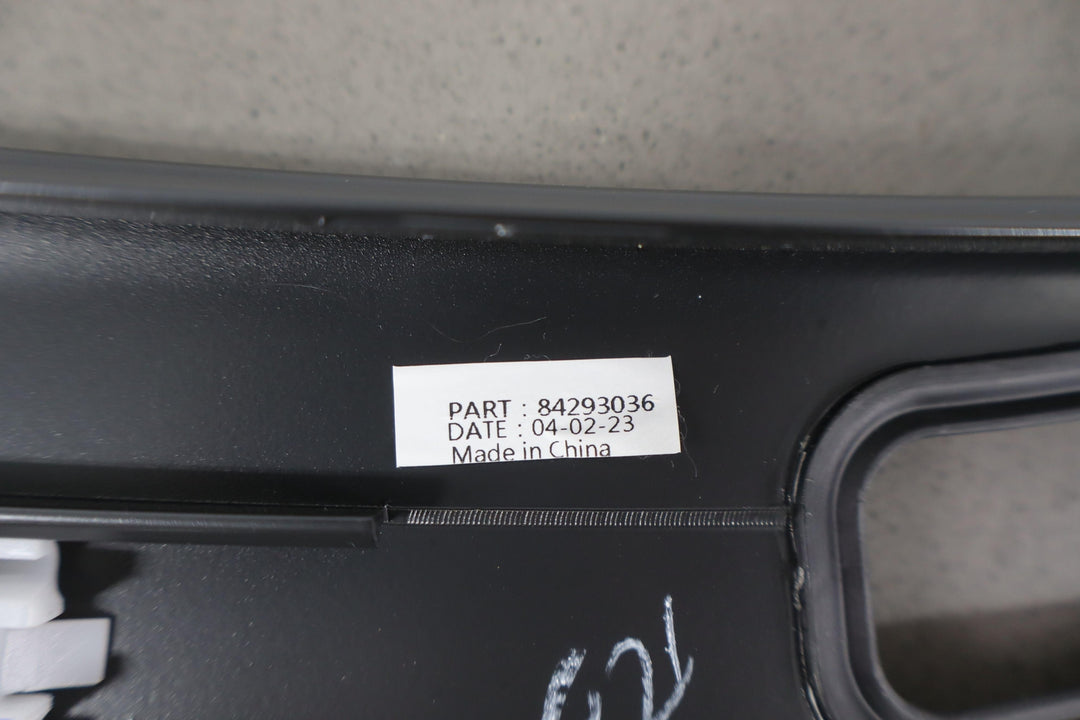 PART : 84293036
DATE : 04-02-23
Made in China